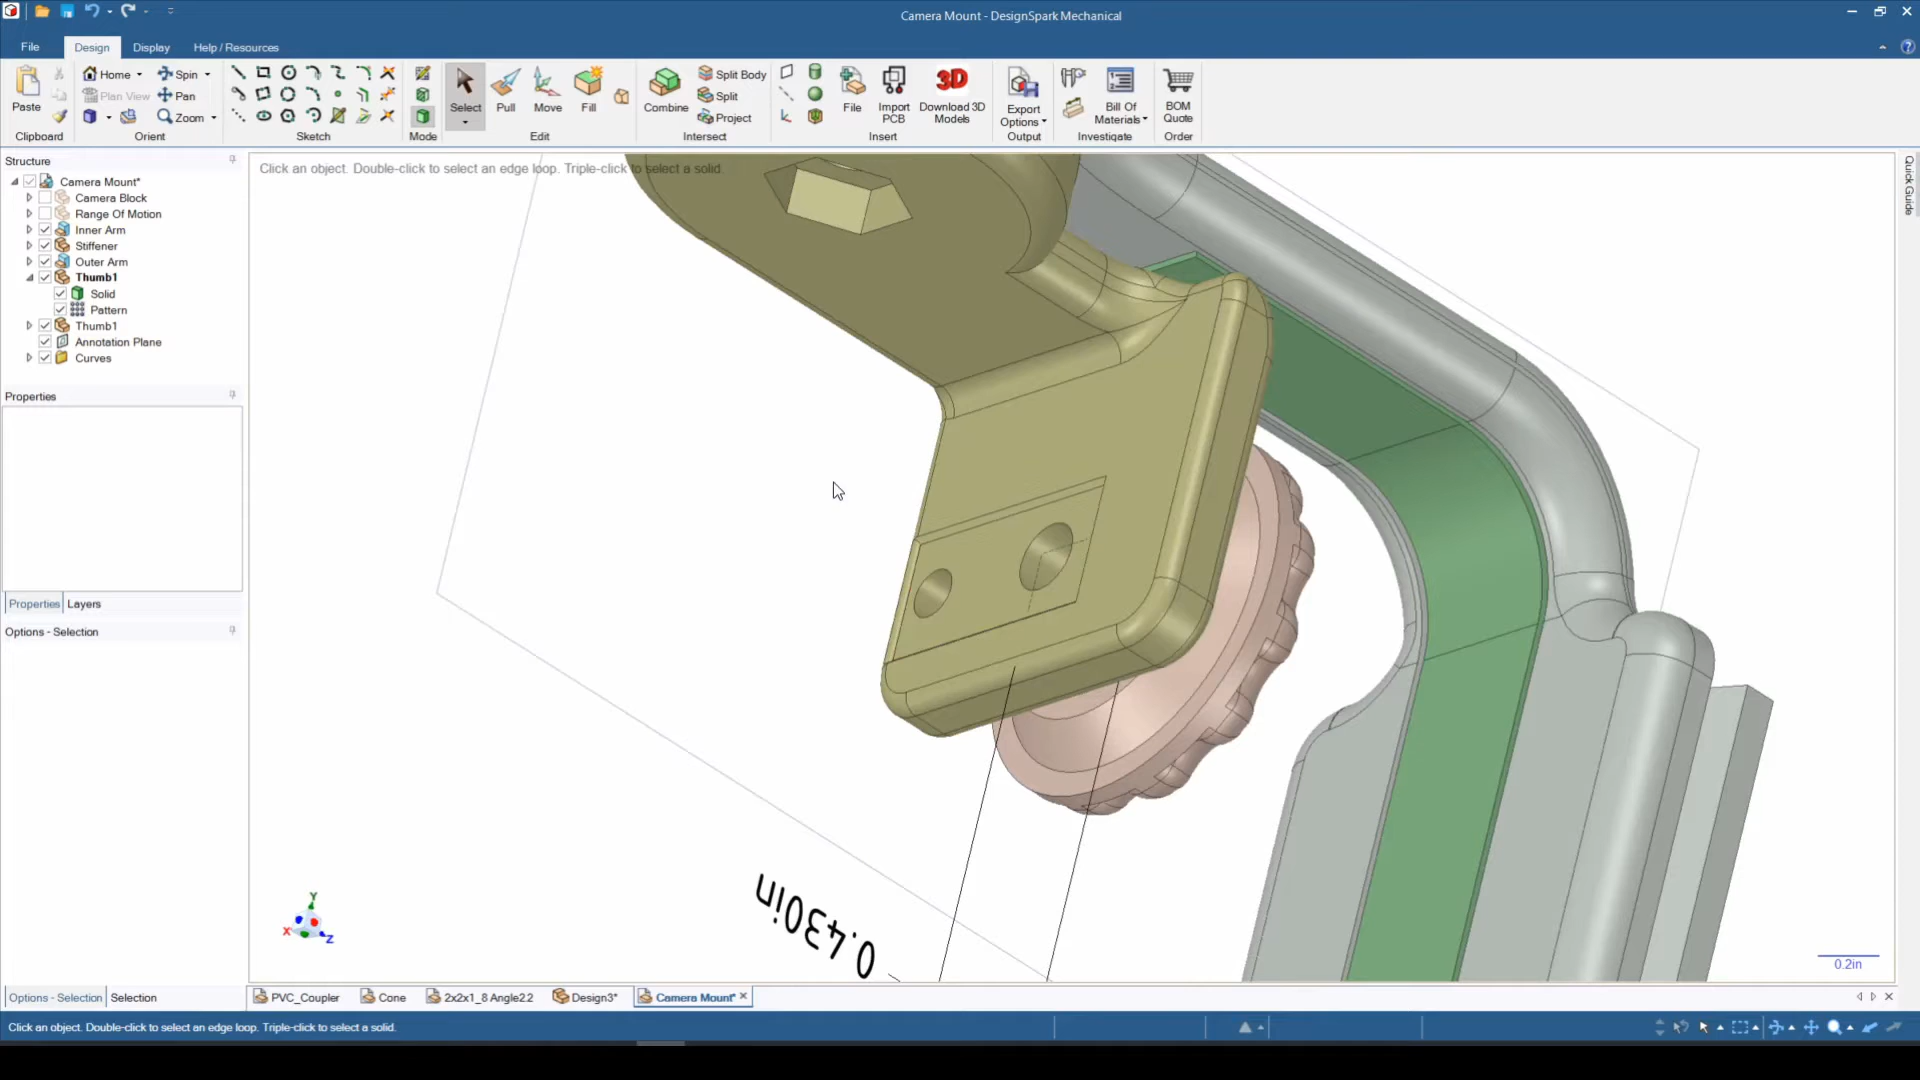 Camera Mount - DesignSpark Mechanical
File
Design
Display
Help / Resources
Paste
Clipboard
Home
Plan View
Spin
Pan
Zoom
Orient
Sketch
Mode
Select
Pull
Move
Fill
Edit
Combine
Split Body
Split
Project
Intersect
File
Import PCB
Download 3D Models
3D
Insert
Export Options
Output
Bill Of Materials
Investigate
BOM Quote
Order
Structure
Camera Mount*
Camera Block
Range Of Motion
Inner Arm
Stiffener
Outer Arm
Thumb1
Solid
Pattern
Thumb1
Annotation Plane
Curves
Properties
Properties
Layers
Options - Selection
Options - Selection
Selection
Click an object. Double-click to select an edge loop. Triple-click to select a solid.
Quick Guide
0.430in
Y
X
Z
0.2in
PVC_Coupler
Cone
2x2x1_8 Angle2.2
Design3*
Camera Mount*
Click an object. Double-click to select an edge loop. Triple-click to select a solid.